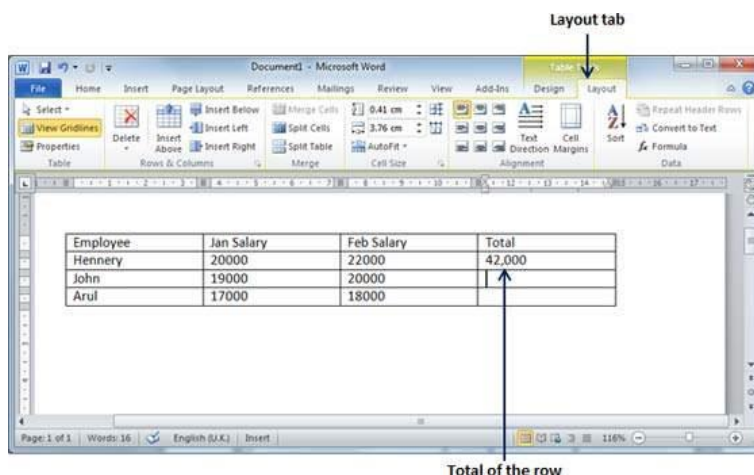 Layout tab
Document1 - Microsoft Word
Table Tools
File Home Insert Page Layout References Mailings Review View Add-Ins Design Layout
Select
View Gridlines
Properties
Table
Delete
Insert Above
Insert Below
Insert Left
Insert Right
Rows & Columns
Merge Cells
Split Cells
Split Table
Merge
0.41 cm
3.76 cm
AutoFit
Cell Size
Text Direction
Cell Margins
Alignment
Sort
Repeat Header Rows
Convert to Text
Formula
Data
Employee Jan Salary Feb Salary Total
Hennery 20000 22000 42,000
John 19000 20000
Arul 17000 18000
Page: 1 of 1 Words: 16 English (U.K.) Insert 116%
Total of the row